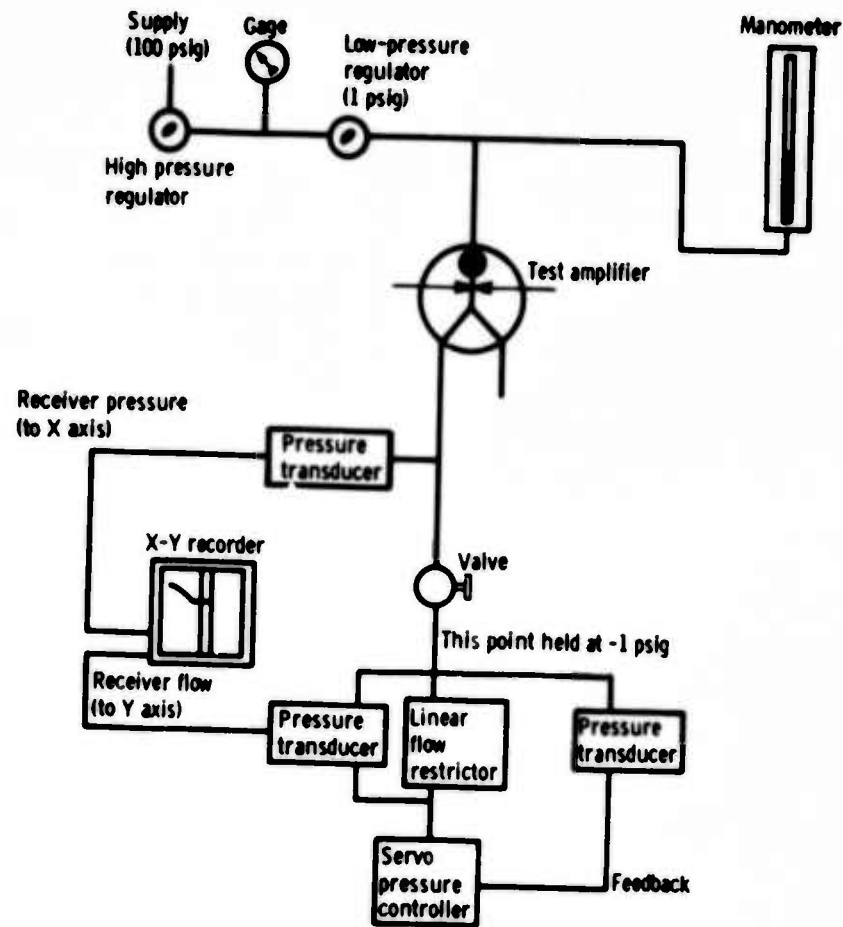 Supply
(100 psig)
Gage
Low-pressure
regulator
(1 psig)
Manometer
High pressure
regulator
Test amplifier
Receiver pressure
(to X axis)
Pressure
transducer
X-Y recorder
Valve
This point held at -1 psig
Receiver flow
(to Y axis)
Pressure
transducer
Linear
flow
restrictor
Pressure
transducer
Servo
pressure
controller
Feedback